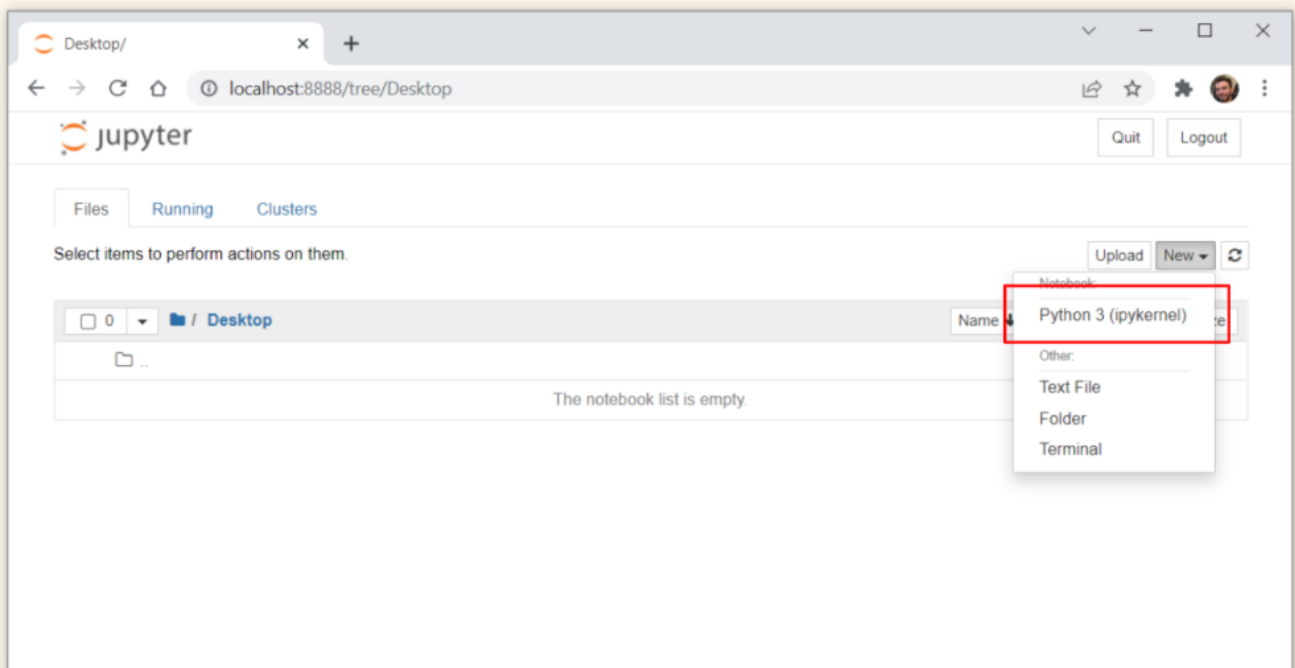 Desktop/
localhost:8888/tree/Desktop
jupyter
Quit Logout
Files Running Clusters
Select items to perform actions on them.
Upload New
Notebook:
0 / Desktop
Name
Python 3 (ipykernel)
..
Other:
The notebook list is empty.
Text File
Folder
Terminal